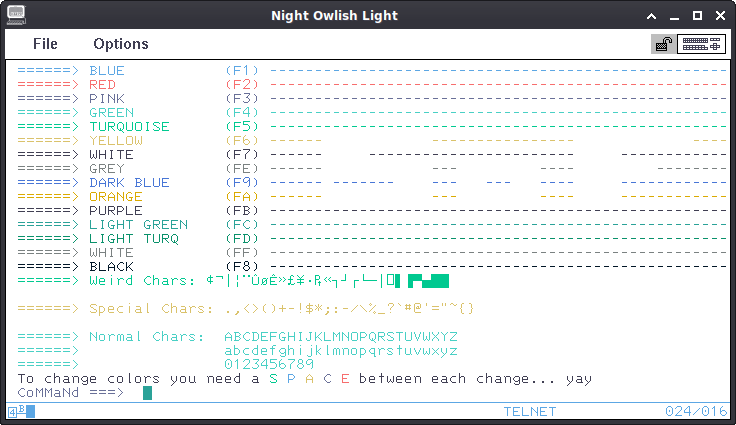 Night Owlish Light
File Options
======> BLUE (F1) ----------------------------------------------------------
======> RED (F2) ----------------------------------------------------------
======> PINK (F3) ----------------------------------------------------------
======> GREEN (F4) ----------------------------------------------------------
======> TURQUOISE (F5) ----------------------------------------------------------
======> YELLOW (F6) ------- ------------------ ----
======> WHITE (F7) ------- -------------------------- --------------
======> GREY (F8) --- --- ---
======> DARK BLUE (F9) ------- -------- --- --- ------ --------------
======> ORANGE (FA) ------- ------------------ --------------
======> PURPLE (FB) ----------------------------------------------------------
======> LIGHT GREEN (FC) ----------------------------------------------------------
======> LIGHT TURQ (FD) ----------------------------------------------------------
======> WHITE (FF) ----------------------------------------------------------
======> BLACK (F8) ----------------------------------------------------------
======> Weird Chars:
======> Special Chars: .,<>()+-!$*;:-/\%_?`#@'="~{}
======> Normal Chars: ABCDEFGHIJKLMNOPQRSTUVWXYZ
======> abcdefghijklmnopqrstuvwxyz
======> 0123456789
To change colors you need a S P A C E between each change... yay
CoMMaNd ===>
4B TELNET 024/016